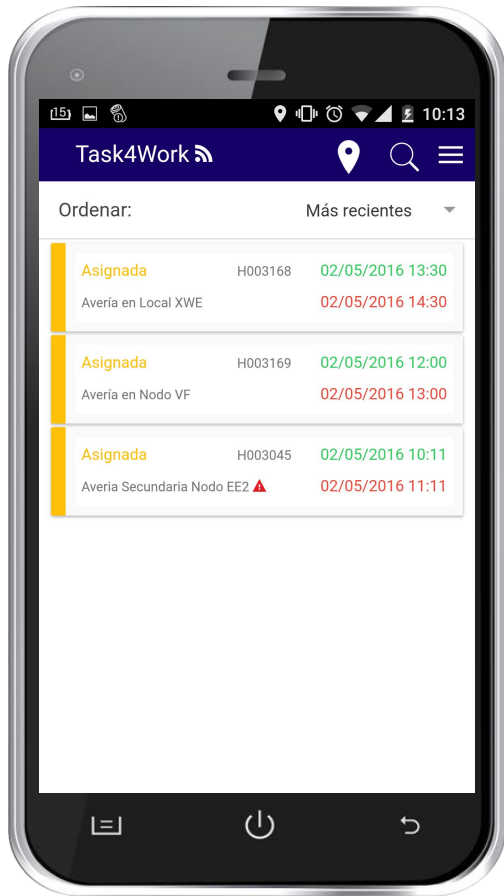 15 10:13
Task4Work
Ordenar: Más recientes
Asignada H003168 02/05/2016 13:30
Avería en Local XWE 02/05/2016 14:30
Asignada H003169 02/05/2016 12:00
Avería en Nodo VF 02/05/2016 13:00
Asignada H003045 02/05/2016 10:11
Averia Secundaria Nodo EE2 02/05/2016 11:11